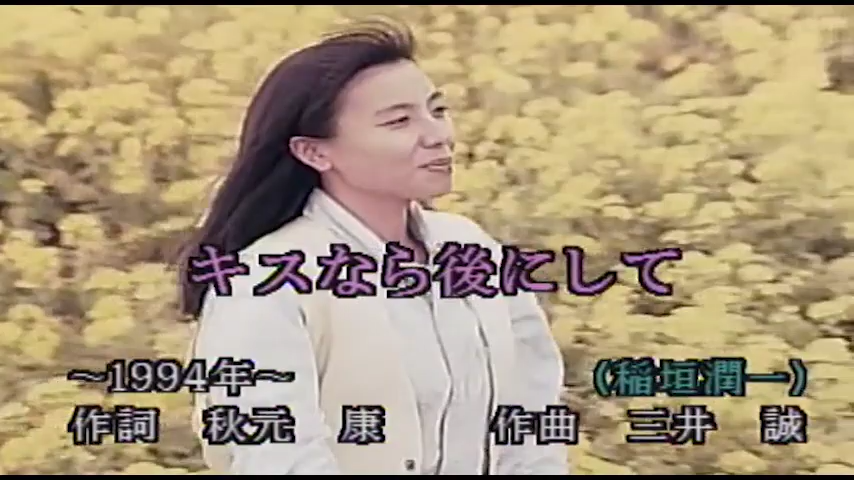 キスなら後にして
～1994年～ (稲垣潤一)
作詞 秋元 康 作曲 三井 誠